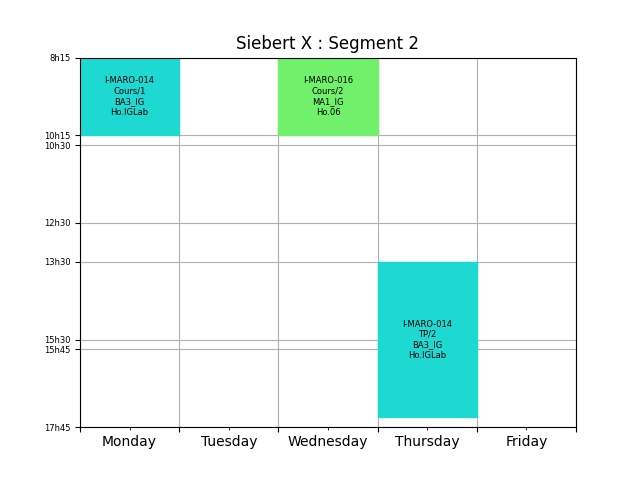 Siebert X : Segment 2
8h15
10h15
10h30
12h30
13h30
15h30
15h45
17h45
I-MARO-014
Cours/1
BA3_IG
Ho.IGLab
I-MARO-016
Cours/2
MA1_IG
Ho.06
I-MARO-014
TP/2
BA3_IG
Ho.IGLab
Monday
Tuesday
Wednesday
Thursday
Friday